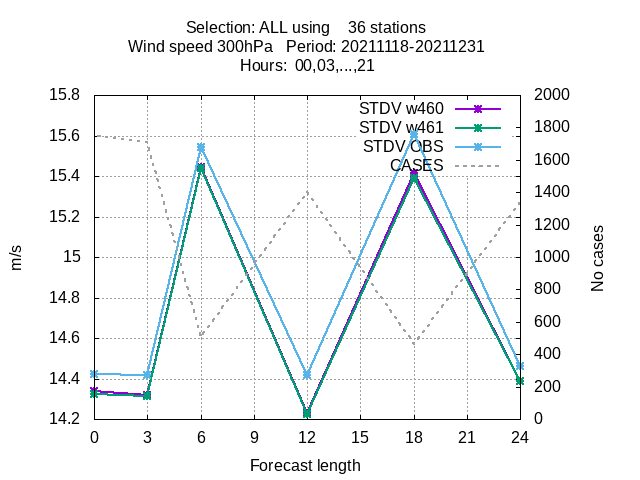 Selection: ALL using    36 stations
Wind speed 300hPa   Period: 20211118-20211231
Hours:  00,03,...,21
15.8
15.6
15.4
15.2
15
14.8
14.6
14.4
14.2
m/s
STDV w460
STDV w461
STDV OBS
CASES
2000
1800
1600
1400
1200
1000
800
600
400
200
0
No cases
0 3 6 9 12 15 18 21 24
Forecast length